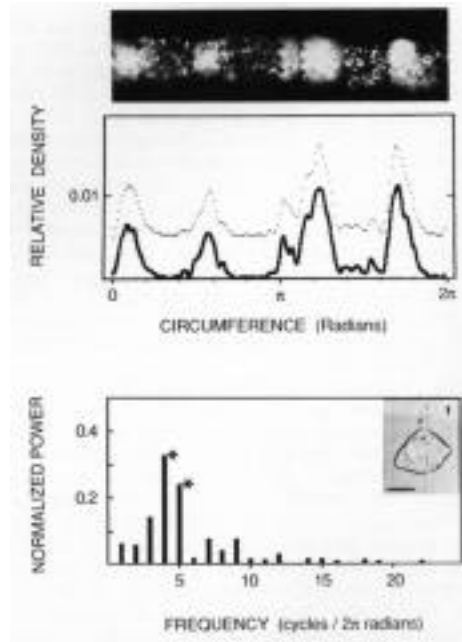 RELATIVE DENSITY
0.01
0
π
2π
CIRCUMFERENCE (Radians)
NORMALIZED POWER
0.4
0.2
1
5
10
15
20
FREQUENCY (cycles / 2π radians)